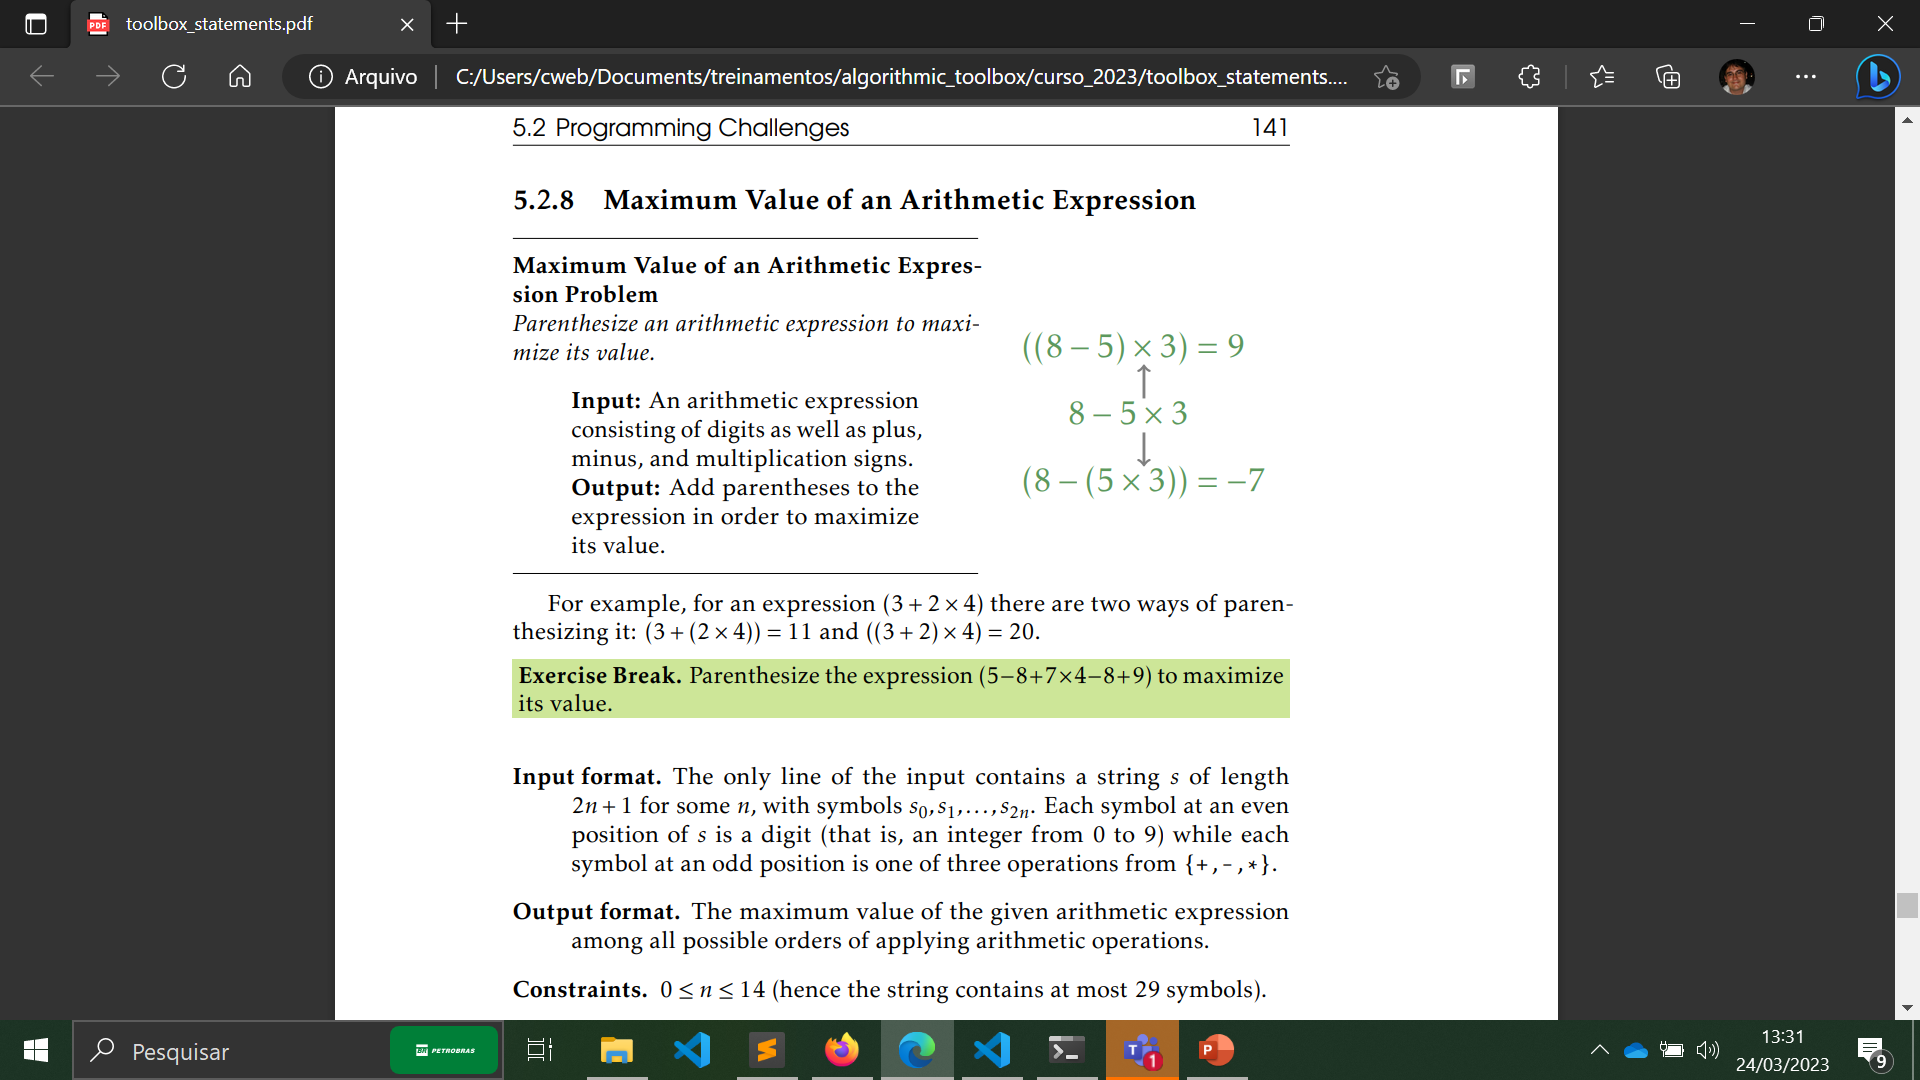 toolbox_statements.pdf
Arquivo
C:/Users/cweb/Documents/treinamentos/algorithmic_toolbox/curso_2023/toolbox_statements....
5.2 Programming Challenges 141
5.2.8 Maximum Value of an Arithmetic Expression
Maximum Value of an Arithmetic Expres-
sion Problem
Parenthesize an arithmetic expression to maxi-
mize its value.
Input: An arithmetic expression
consisting of digits as well as plus,
minus, and multiplication signs.
Output: Add parentheses to the
expression in order to maximize
its value.
((8 − 5) × 3) = 9
8 − 5 × 3
(8 − (5 × 3)) = −7
For example, for an expression (3 + 2 × 4) there are two ways of paren-
thesizing it: (3 + (2 × 4)) = 11 and ((3 + 2) × 4) = 20.
Exercise Break. Parenthesize the expression (5−8+7×4−8+9) to maximize
its value.
Input format. The only line of the input contains a string s of length
2n + 1 for some n, with symbols s₀, s₁, . . . , s₂ₙ. Each symbol at an even
position of s is a digit (that is, an integer from 0 to 9) while each
symbol at an odd position is one of three operations from {+,-,*}.
Output format. The maximum value of the given arithmetic expression
among all possible orders of applying arithmetic operations.
Constraints. 0 ≤ n ≤ 14 (hence the string contains at most 29 symbols).
Pesquisar
BR PETROBRAS
1
13:31
24/03/2023
9